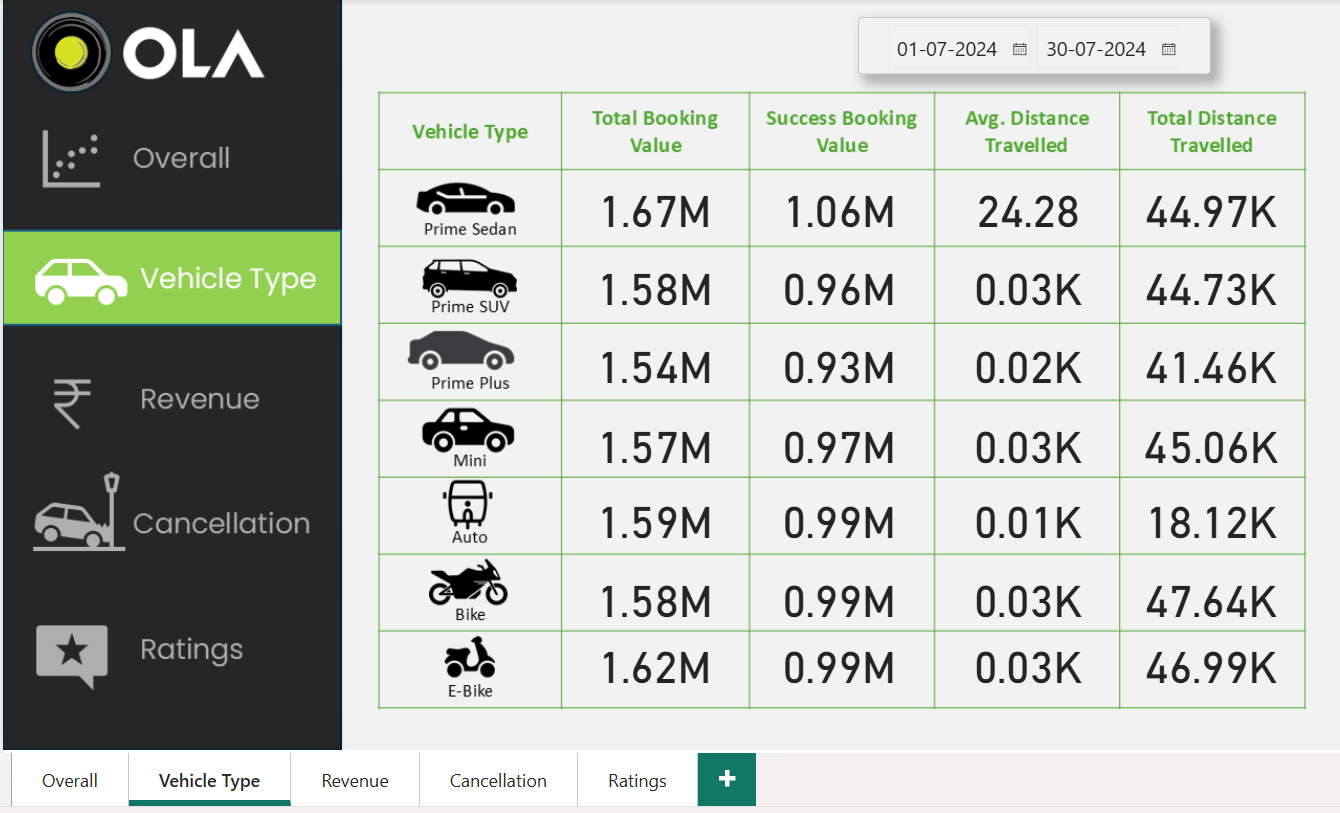 OLA
Overall
Vehicle Type
Revenue
Cancellation
Ratings
01-07-2024 30-07-2024
Vehicle Type Total Booking Value Success Booking Value Avg. Distance Travelled Total Distance Travelled
Prime Sedan 1.67M 1.06M 24.28 44.97K
Prime SUV 1.58M 0.96M 0.03K 44.73K
Prime Plus 1.54M 0.93M 0.02K 41.46K
Mini 1.57M 0.97M 0.03K 45.06K
Auto 1.59M 0.99M 0.01K 18.12K
Bike 1.58M 0.99M 0.03K 47.64K
E-Bike 1.62M 0.99M 0.03K 46.99K
Overall Vehicle Type Revenue Cancellation Ratings +